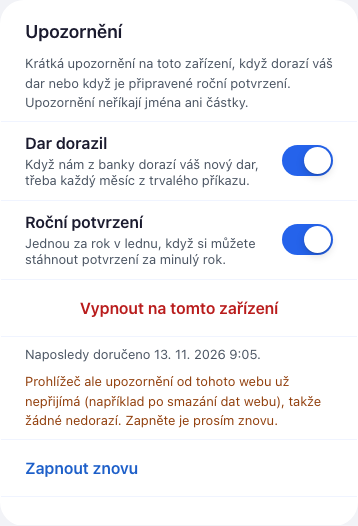 Upozornění
Krátká upozornění na toto zařízení, když dorazí váš
dar nebo když je připravené roční potvrzení.
Upozornění neříkají jména ani částky.
Dar dorazil
Když nám z banky dorazí váš nový dar,
třeba každý měsíc z trvalého příkazu.
Roční potvrzení
Jednou za rok v lednu, když si můžete
stáhnout potvrzení za minulý rok.
Vypnout na tomto zařízení
Naposledy doručeno 13. 11. 2026 9:05.
Prohlížeč ale upozornění od tohoto webu už
nepřijímá (například po smazání dat webu), takže
žádné nedorazí. Zapněte je prosím znovu.
Zapnout znovu